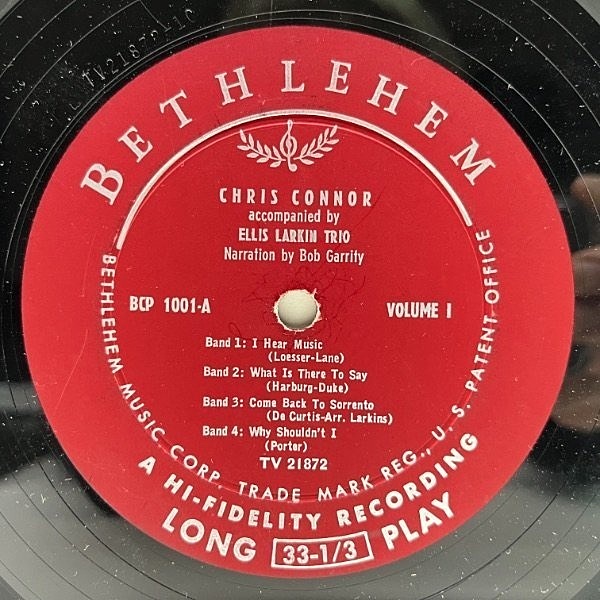 TV 21872
BETHLEHEM
CHRIS CONNOR
accompanied by
ELLIS LARKIN TRIO
Narration by Bob Garrity
BCP 1001-A
VOLUME I
Band 1: I Hear Music
(Loesser-Lane)
Band 2: What Is There To Say
(Harburg-Duke)
Band 3: Come Back To Sorrento
(De Curtis-Arr. Larkins)
Band 4: Why Shouldn't I
(Porter)
TV 21872
BETHLEHEM MUSIC CORP. TRADE MARK REG., U. S. PATENT OFFICE
A HI-FIDELITY RECORDING
LONG 33-1/3 PLAY